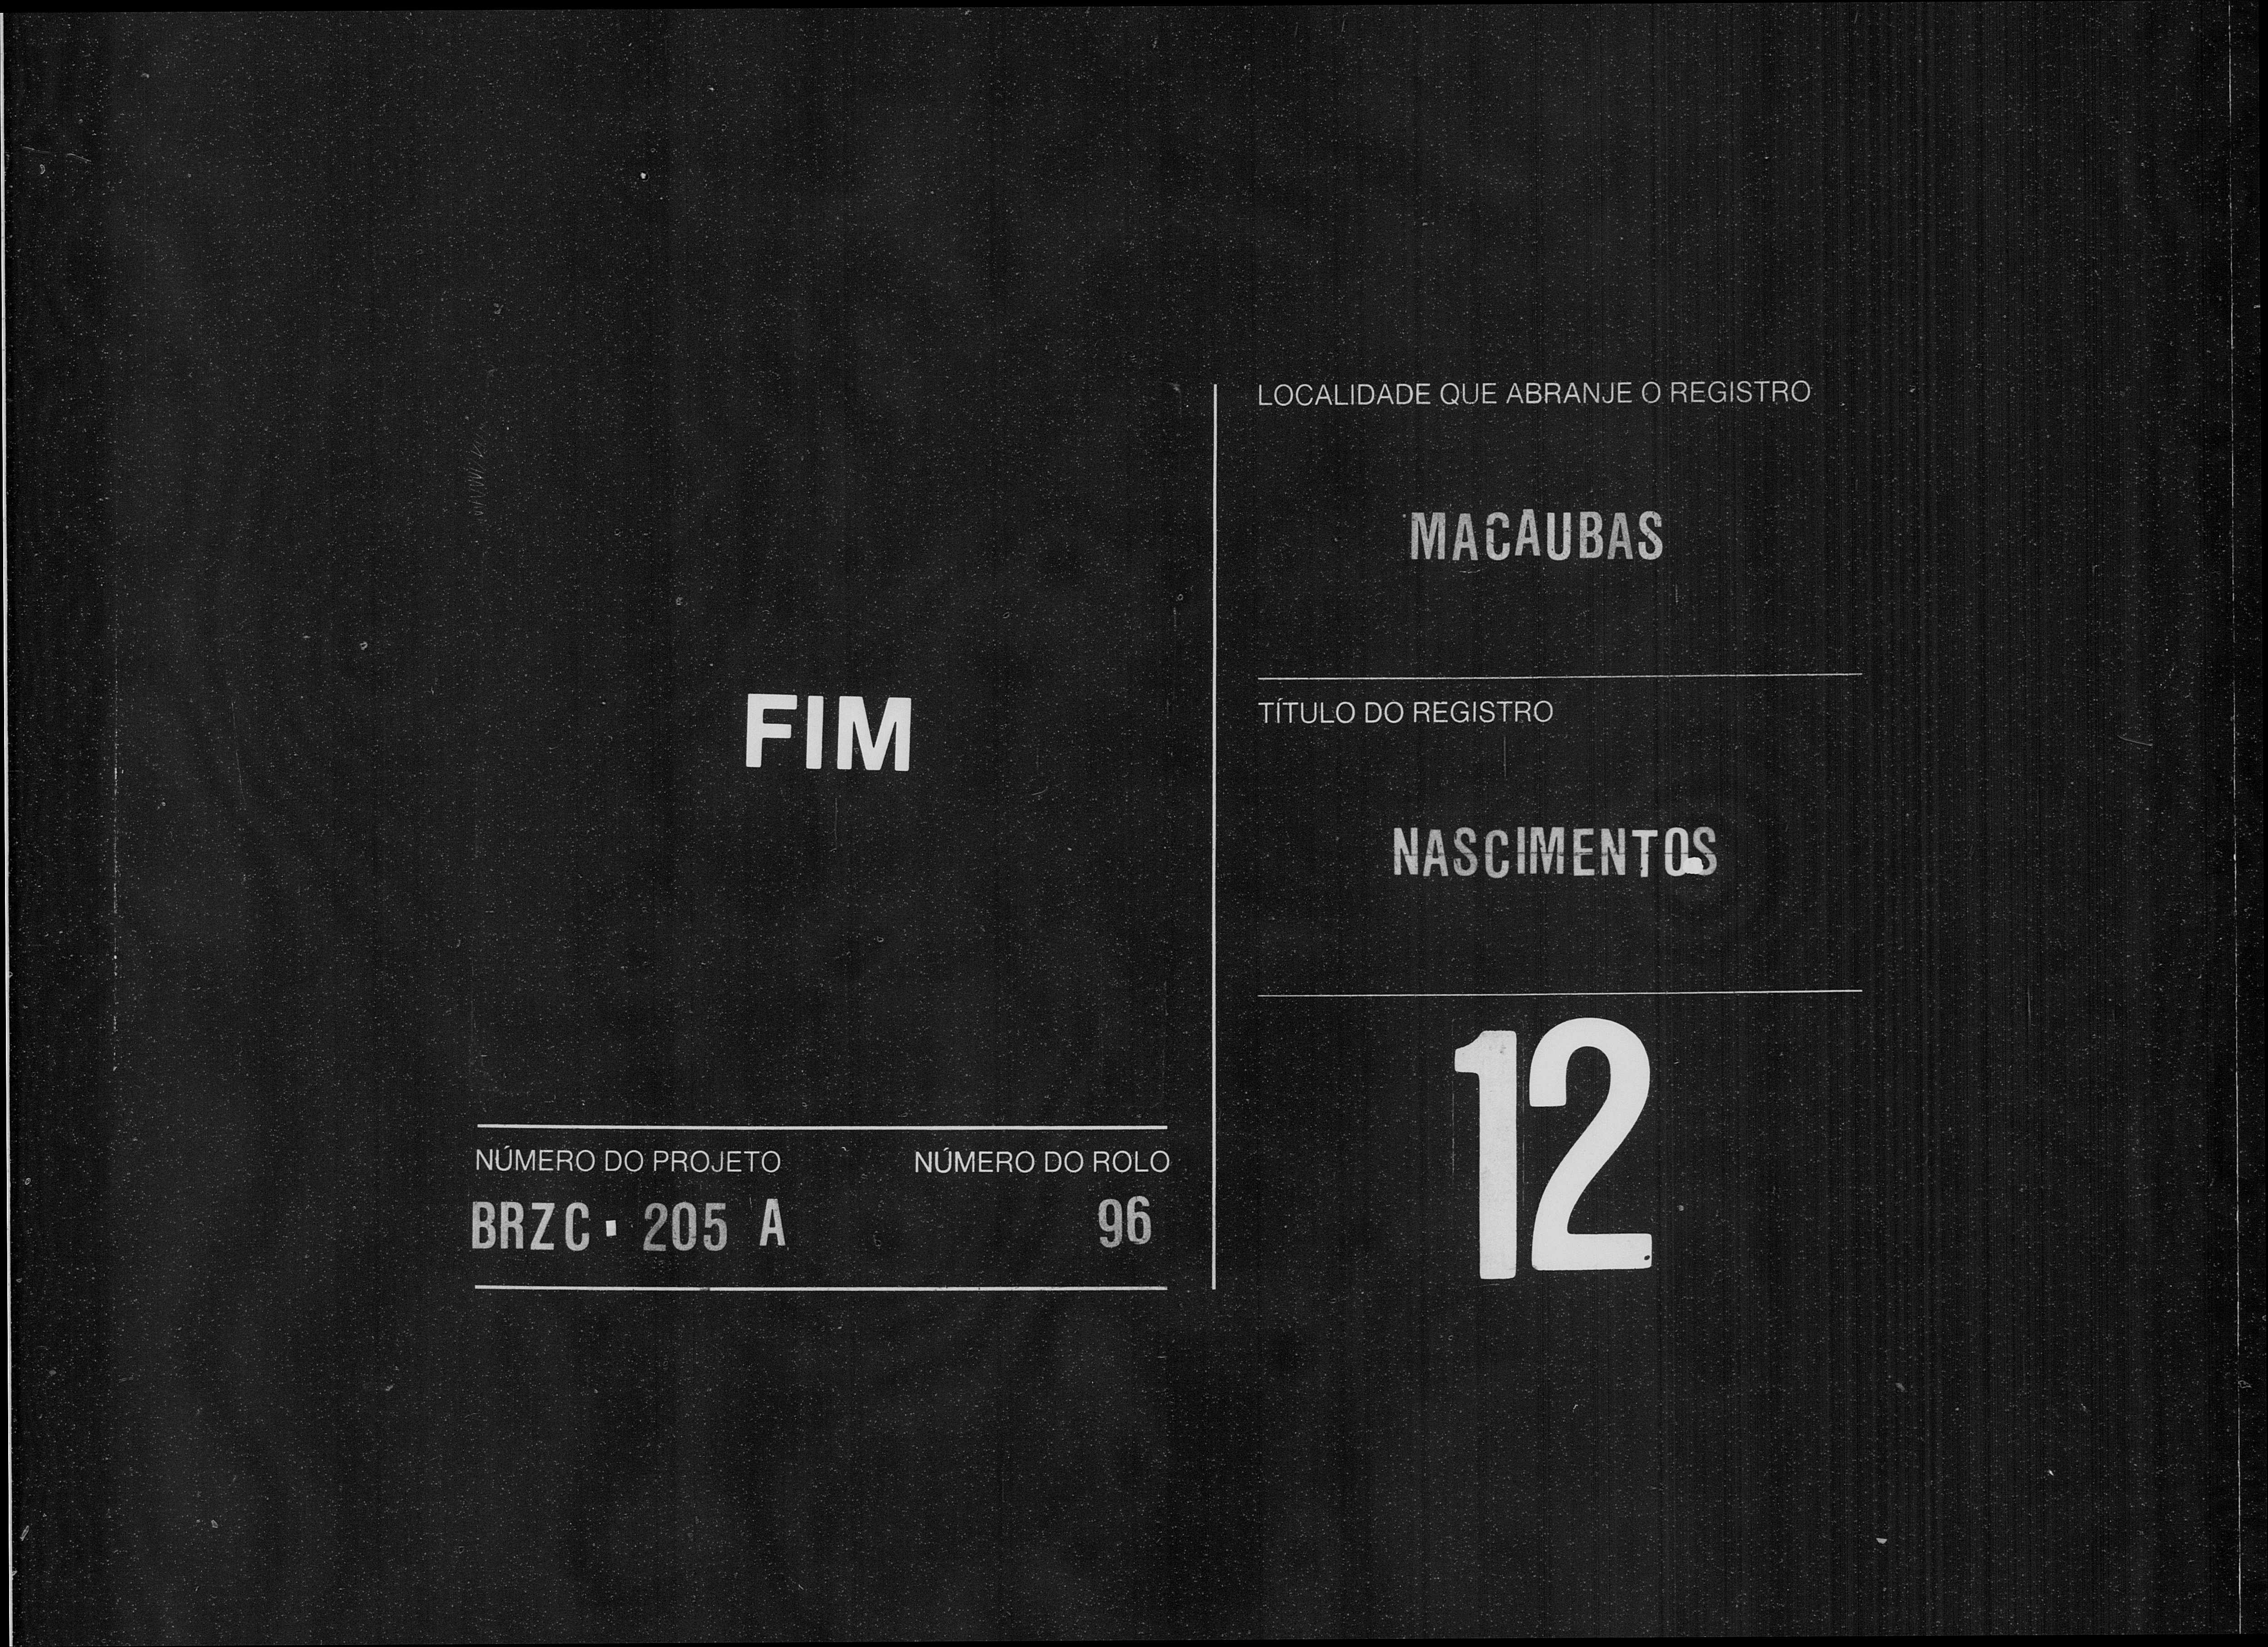 FIM
NÚMERO DO PROJETO
BRZC. 205 A
NÚMERO DO ROLO
96
LOCALIDADE QUE ABRANJE O REGISTRO
MACAUBAS
TÍTULO DO REGISTRO
NASCIMENTOS
12